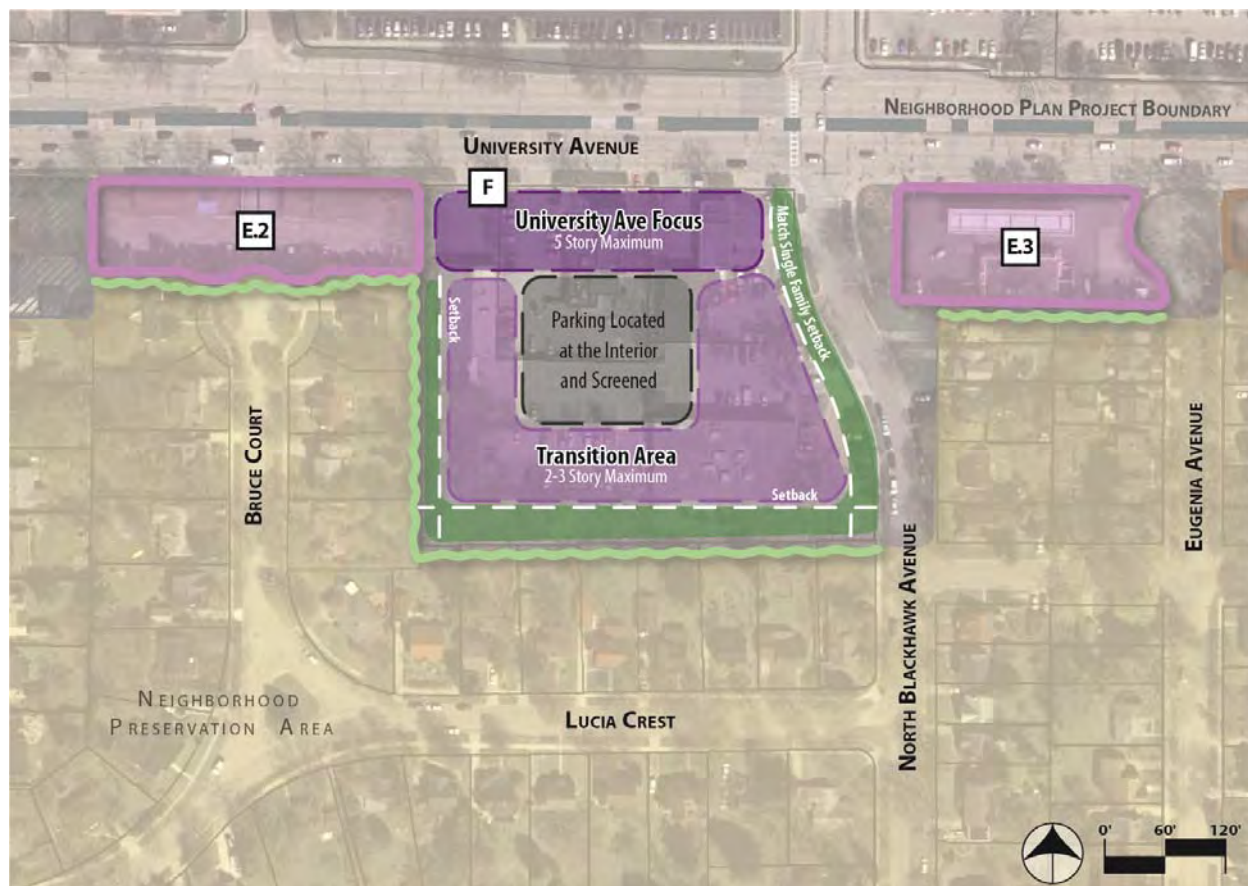 NEIGHBORHOOD PLAN PROJECT BOUNDARY
UNIVERSITY AVENUE
F
University Ave Focus
5 Story Maximum
E.2
E.3
Match Single Family Setback
Setback
Parking Located
at the Interior
and Screened
Transition Area
2-3 Story Maximum
Setback
BRUCE COURT
EUGENIA AVENUE
NORTH BLACKHAWK AVENUE
NEIGHBORHOOD
PRESERVATION AREA
LUCIA CREST
0' 60' 120'